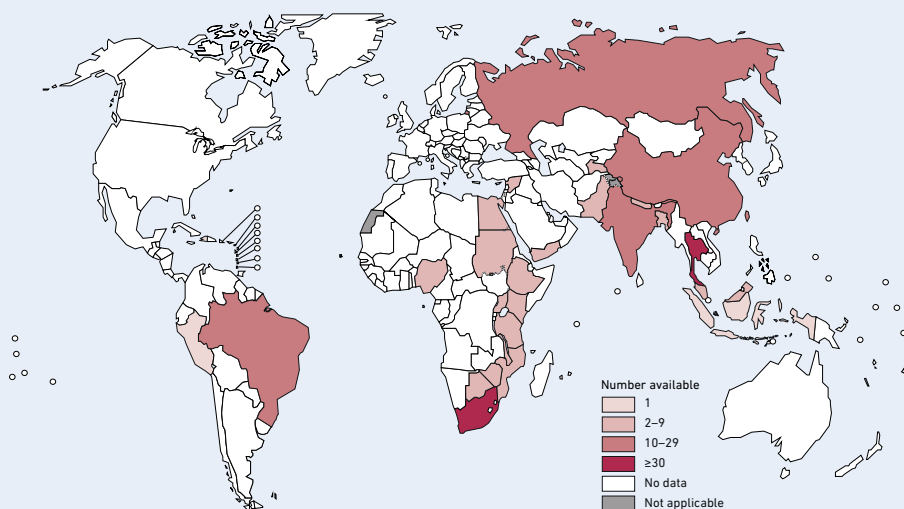 Number available
1
2–9
10–29
≥30
No data
Not applicable